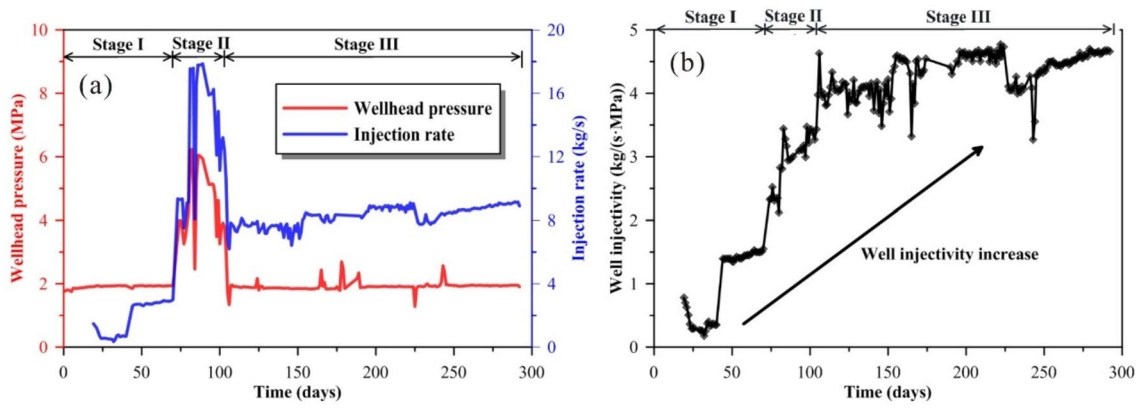 Stage I
Stage II
Stage III
(a)
Wellhead pressure
Injection rate
10
8
6
4
2
0
Wellhead pressure (MPa)
20
16
12
8
4
0
Injection rate (kg/s)
0
50
100
150
200
250
300
Time (days)
Stage I
Stage II
Stage III
(b)
Well injectivity increase
5
4
3
2
1
0
Well injectivity (kg/(s·MPa))
0
50
100
150
200
250
300
Time (days)